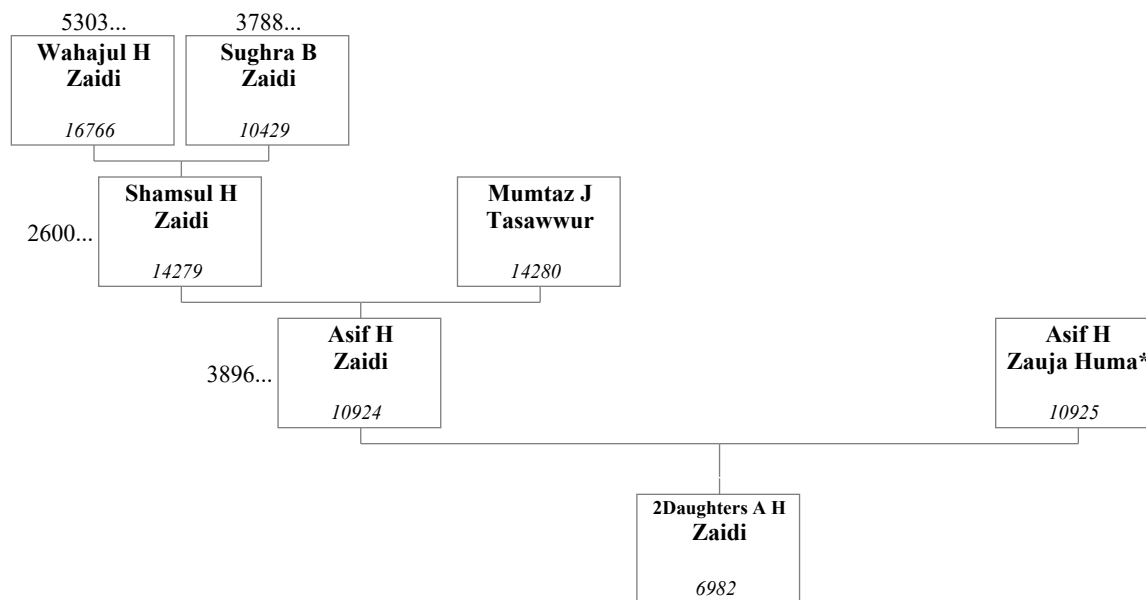 5303...
3788...
Wahajul H
Zaidi
16766
Sughra B
Zaidi
10429
2600...
Shamsul H
Zaidi
14279
Mumtaz J
Tasawwur
14280
3896...
Asif H
Zaidi
10924
Asif H
Zauja Huma*
10925
2Daughters A H
Zaidi
6982